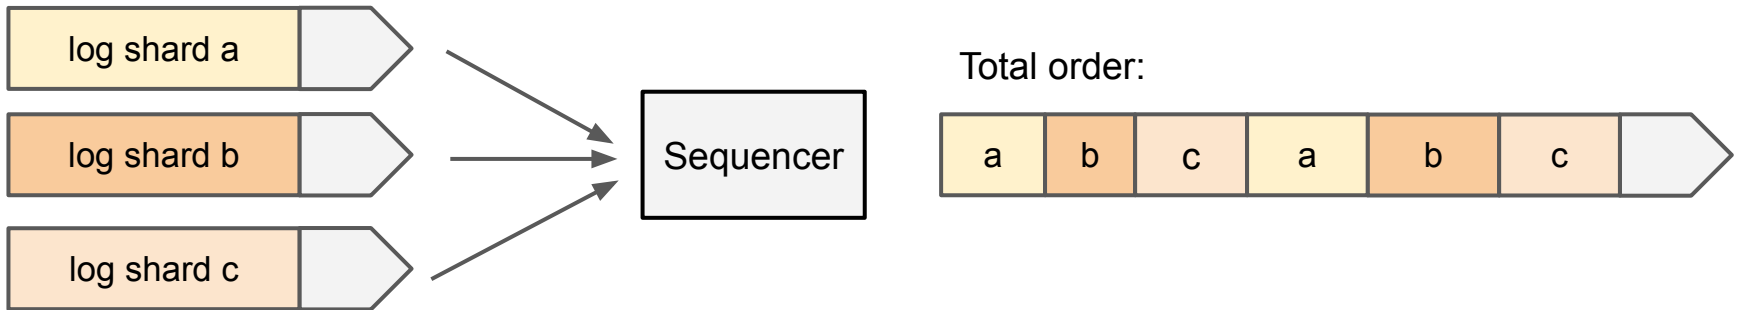 log shard a
log shard b
log shard c
Sequencer
Total order:
a b c a b c